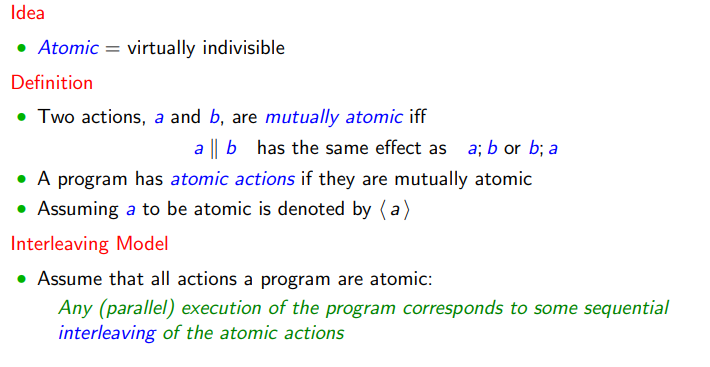 Idea
• Atomic = virtually indivisible
Definition
• Two actions, a and b, are mutually atomic iff
a ∥ b has the same effect as a; b or b; a
• A program has atomic actions if they are mutually atomic
• Assuming a to be atomic is denoted by ⟨ a ⟩
Interleaving Model
• Assume that all actions a program are atomic:
Any (parallel) execution of the program corresponds to some sequential
interleaving of the atomic actions